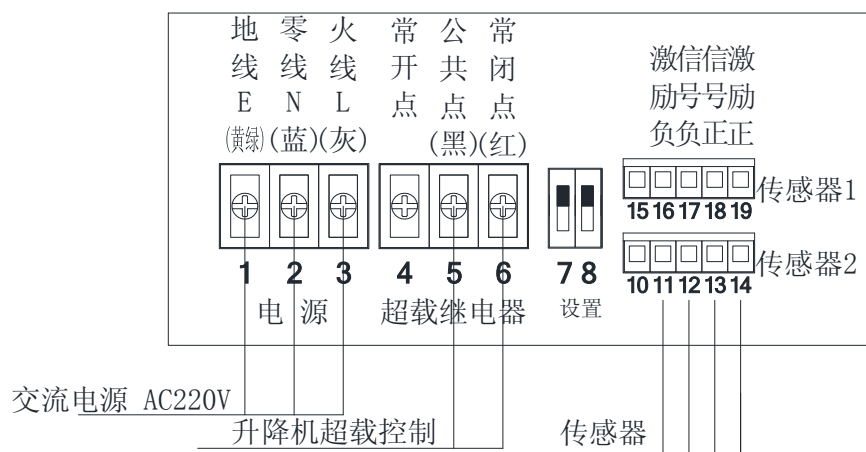 地线E(黄绿)
零线N(蓝)
火线L(灰)
常开点
公共点(黑)
常闭点(红)
激励负
信号负
信号正
激励正
15 16 17 18 19
传感器1
1 2 3
4 5 6
7 8
10 11 12 13 14
传感器2
电 源
超载继电器
设置
交流电源 AC220V
升降机超载控制
传感器